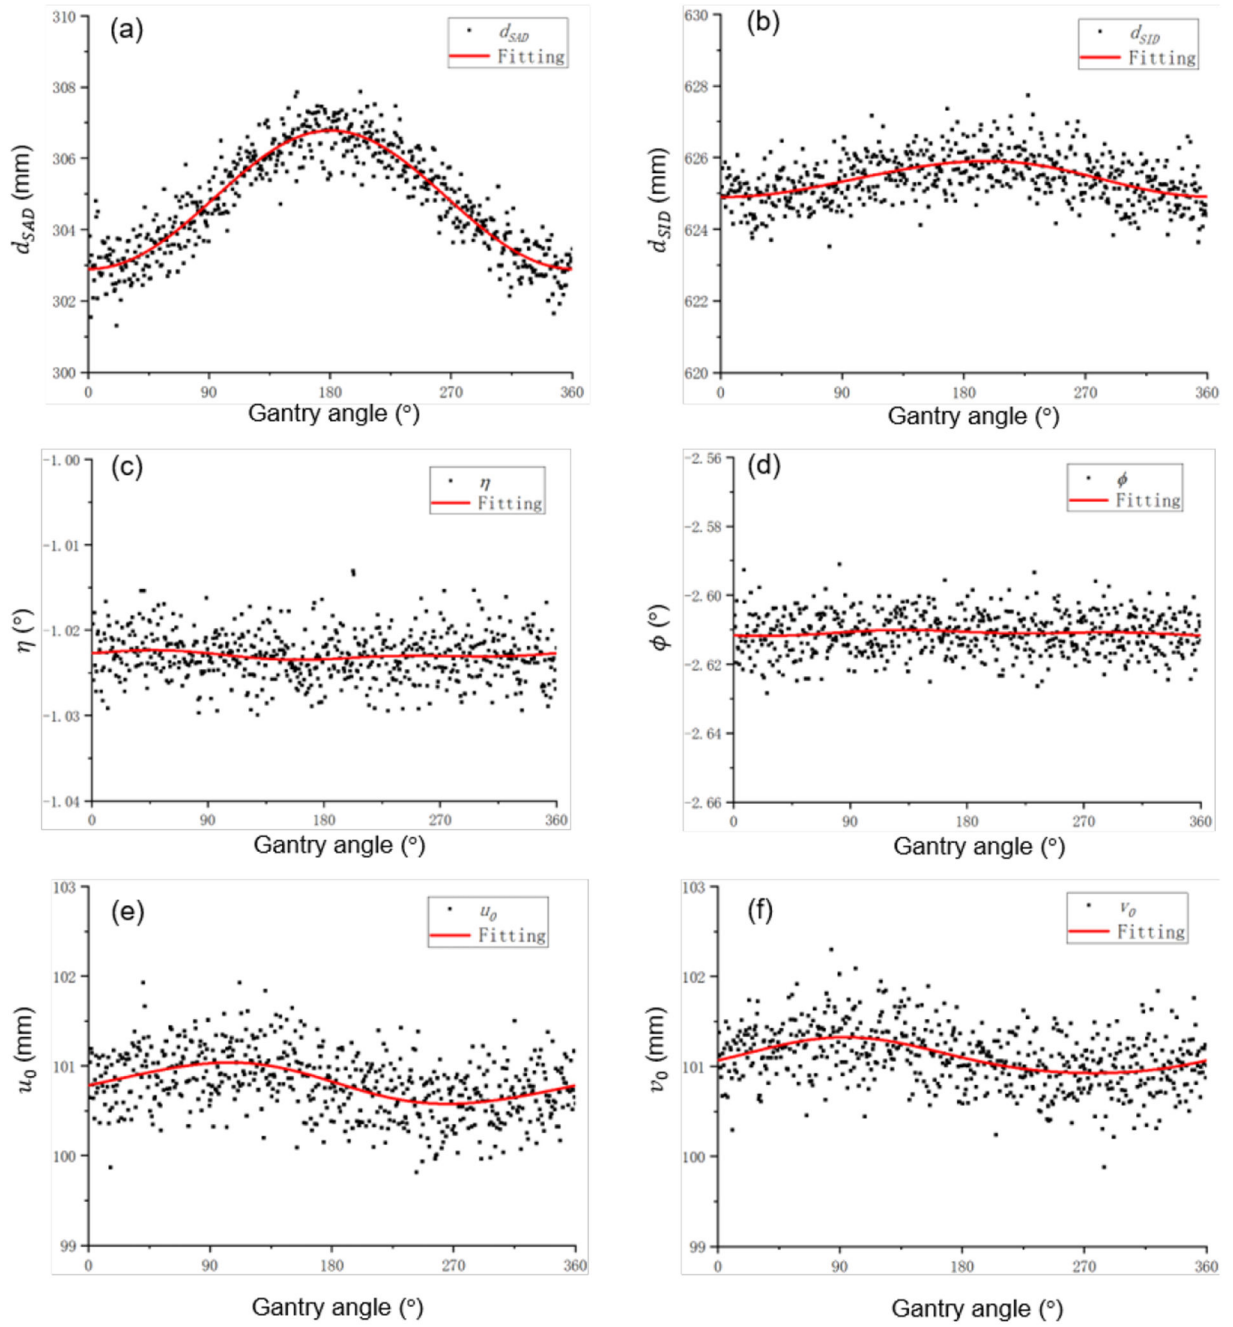 (a)
310
308
306
304
302
300
d_SAD (mm)
d_SAD
Fitting
0 90 180 270 360
Gantry angle (°)
(b)
630
628
626
624
622
620
d_SID (mm)
d_SID
Fitting
0 90 180 270 360
Gantry angle (°)
(c)
-1.00
-1.01
-1.02
-1.03
-1.04
η (°)
η
Fitting
0 90 180 270 360
Gantry angle (°)
(d)
-2.56
-2.58
-2.60
-2.62
-2.64
-2.66
ϕ (°)
ϕ
Fitting
0 90 180 270 360
Gantry angle (°)
(e)
103
102
101
100
99
u₀ (mm)
u₀
Fitting
0 90 180 270 360
Gantry angle (°)
(f)
103
102
101
100
99
v₀ (mm)
v₀
Fitting
0 90 180 270 360
Gantry angle (°)